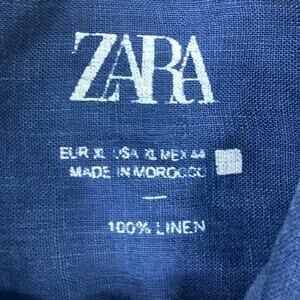 ZARA
EUR XL USA XL MEX 44
MADE IN MOROCCO
100% LINEN